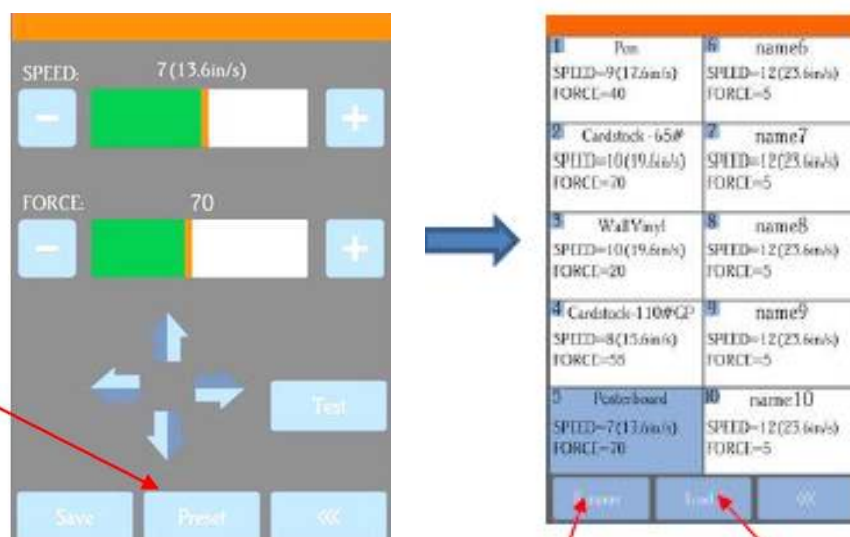 SPEED:
7(13.6in/s)
FORCE:
70
Test
Save
Preset
<<<
1 Pen
SPEED=9(17.6in/s)
FORCE=40
2 Cardstock - 65#
SPEED=10(19.6in/s)
FORCE=70
3 Wall Vinyl
SPEED=10(19.6in/s)
FORCE=20
4 Cardstock-110#GP
SPEED=8(15.6in/s)
FORCE=55
5 Posterboard
SPEED=7(13.6in/s)
FORCE=70
6 name6
SPEED=12(23.6in/s)
FORCE=5
7 name7
SPEED=12(23.6in/s)
FORCE=5
8 name8
SPEED=12(23.6in/s)
FORCE=5
9 name9
SPEED=12(23.6in/s)
FORCE=5
10 name10
SPEED=12(23.6in/s)
FORCE=5
<<<